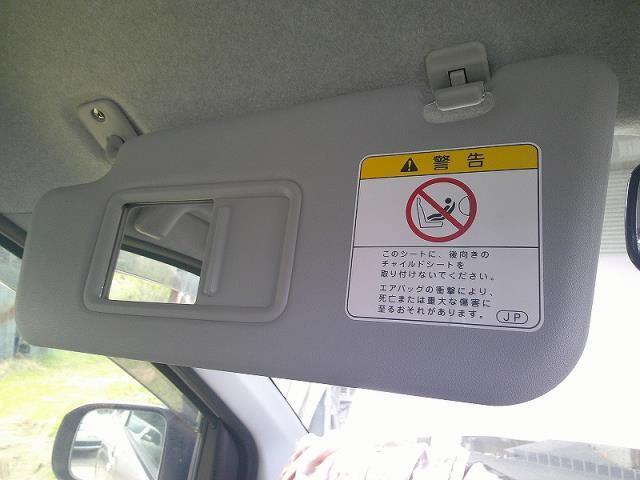 警告
このシートに、後向きの
チャイルドシートを
取り付けないでください。
エアバッグの衝撃により、
死亡または重大な傷害に
至るおそれがあります。
JP